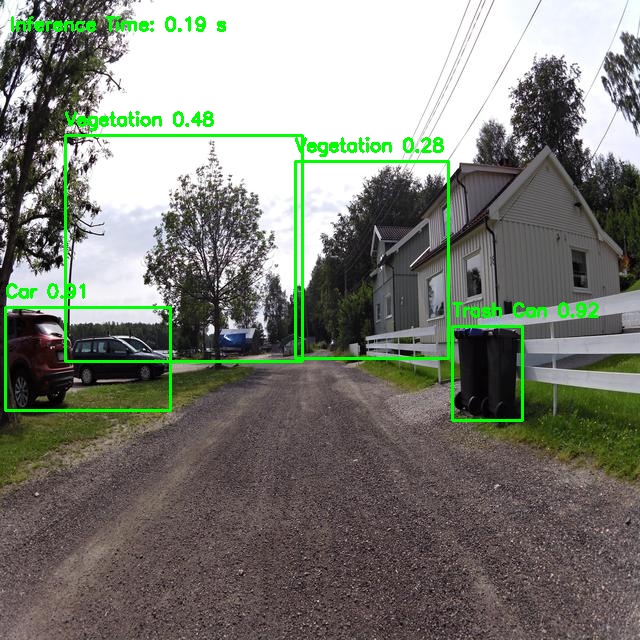 Inference Time: 0.19 s
Vegetation 0.48
Vegetation 0.28
Car 0.91
Trash Can 0.92